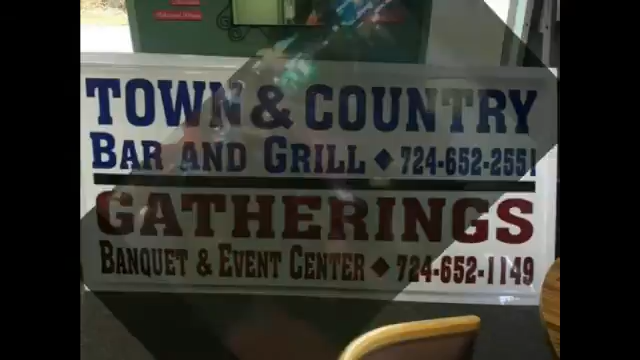 TOWN & COUNTRY
BAR AND GRILL ◆ 724-652-2551
GATHERINGS
BANQUET & EVENT CENTER ◆ 724-652-1149